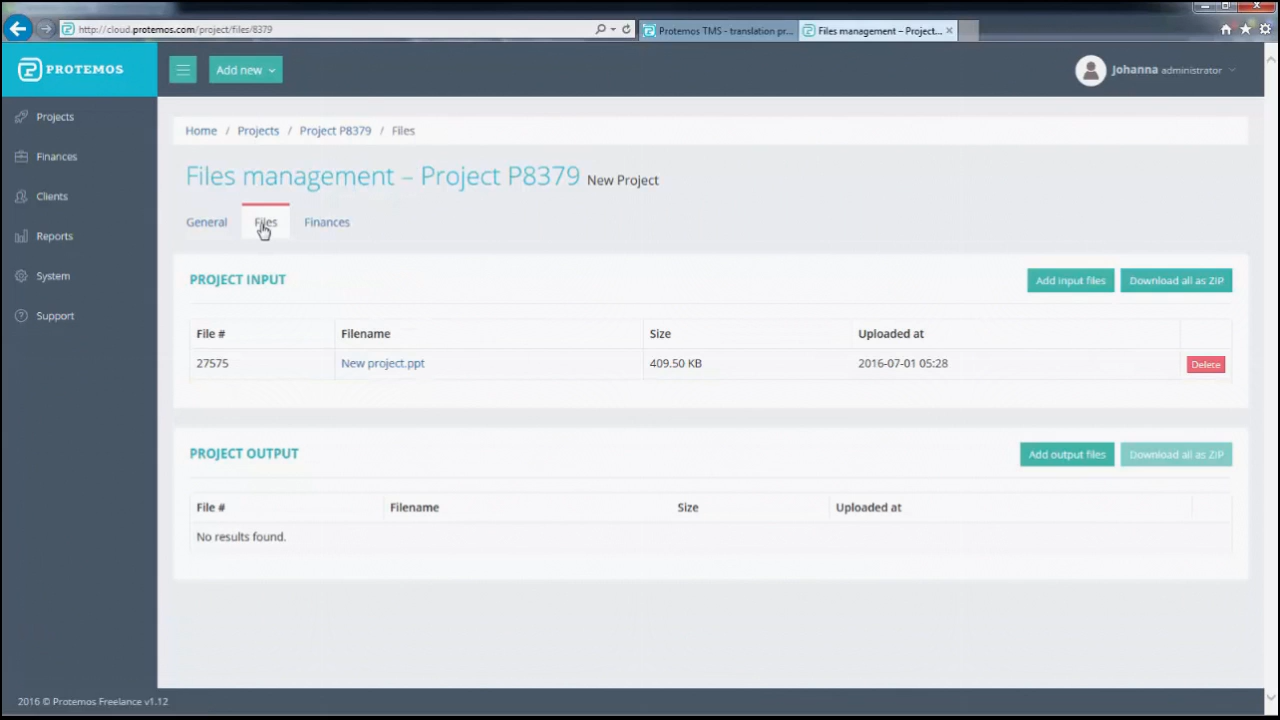 http://cloud.protemos.com/project/files/8379
Protemos TMS - translation pr...
Files management – Project...
PROTEMOS
Add new
Johanna administrator
Projects
Finances
Clients
Reports
System
Support
Home / Projects / Project P8379 / Files
Files management – Project P8379 New Project
General Files Finances
PROJECT INPUT
Add input files Download all as ZIP
File # Filename Size Uploaded at
27575 New project.ppt 409.50 KB 2016-07-01 05:28 Delete
PROJECT OUTPUT
Add output files Download all as ZIP
File # Filename Size Uploaded at
No results found.
2016 © Protemos Freelance v1.12